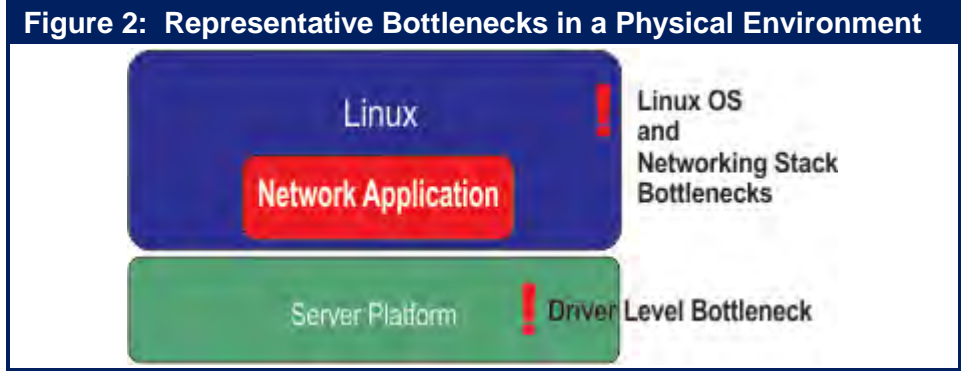 Figure 2: Representative Bottlenecks in a Physical Environment
Linux
Network Application
Linux OS
and
Networking Stack
Bottlenecks
Server Platform
Driver Level Bottleneck